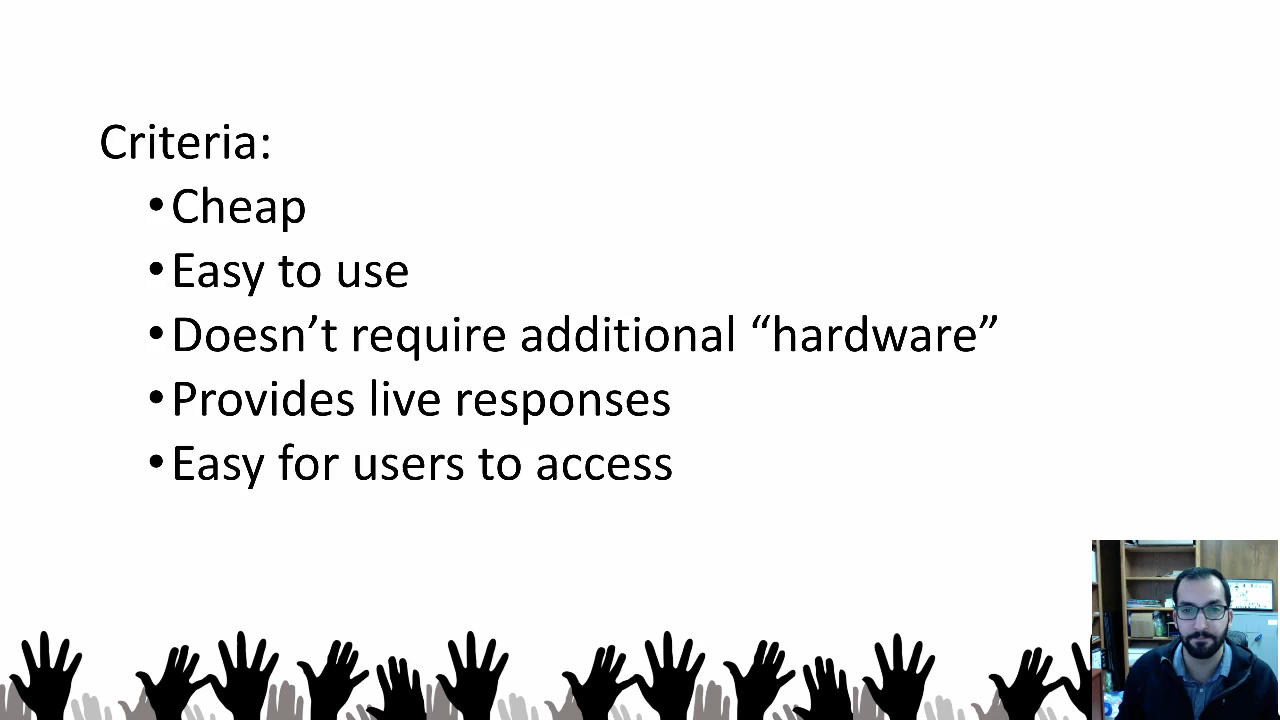 Criteria:
•Cheap
•Easy to use
•Doesn’t require additional “hardware”
•Provides live responses
•Easy for users to access